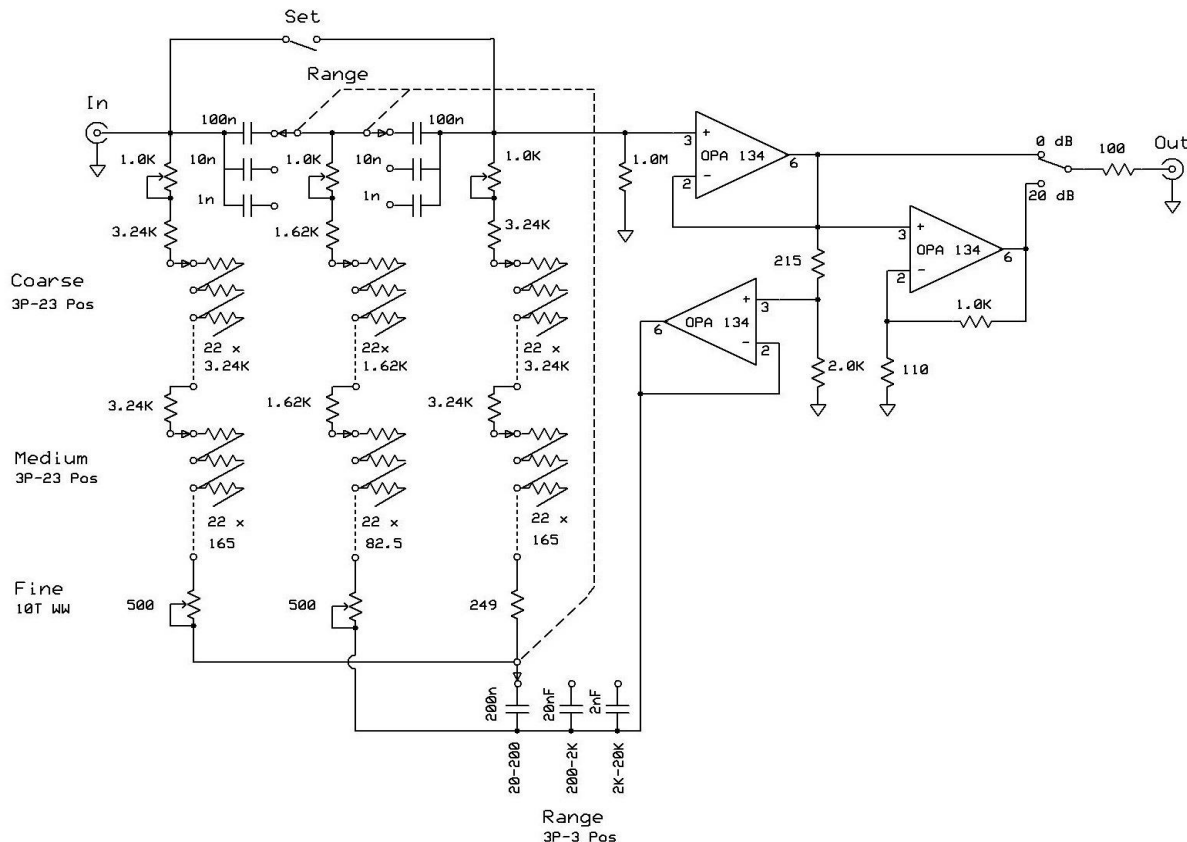 Set
Range
In
100n
100n
0 dB
100
Out
1.0K
10n
1.0K
10n
1.0K
1.0M
3
+
OPA 134
6
2
-
20 dB
1n
1n
3.24K
1.62K
3.24K
3
+
OPA 134
6
2
-
215
Coarse
3P-23 Pos
1.0K
+
3
6
OPA 134
-
2
22 x
3.24K
22x
1.62K
22 x
3.24K
2.0K
110
3.24K
1.62K
3.24K
Medium
3P-23 Pos
22 x
165
22 x
82.5
22 x
165
Fine
10T WW
500
500
249
200n
20nF
2nF
20-200
200-2K
2K-20K
Range
3P-3 Pos